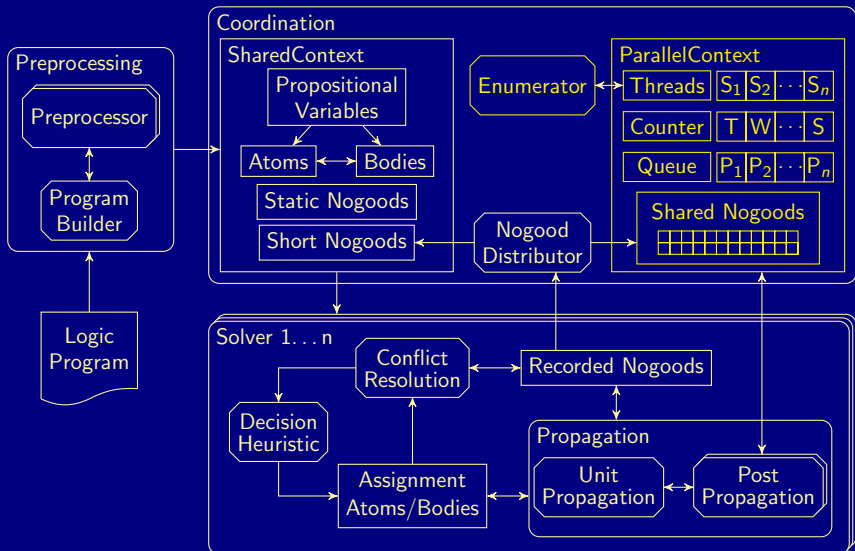 Coordination
Preprocessing
Preprocessor
Program
Builder
Logic
Program
SharedContext
Propositional
Variables
Atoms
Bodies
Static Nogoods
Short Nogoods
Enumerator
Nogood
Distributor
ParallelContext
Threads S₁ S₂ ... Sₙ
Counter T W ... S
Queue P₁ P₂ ... Pₙ
Shared Nogoods
Solver 1...n
Conflict
Resolution
Recorded Nogoods
Decision
Heuristic
Assignment
Atoms/Bodies
Propagation
Unit
Propagation
Post
Propagation